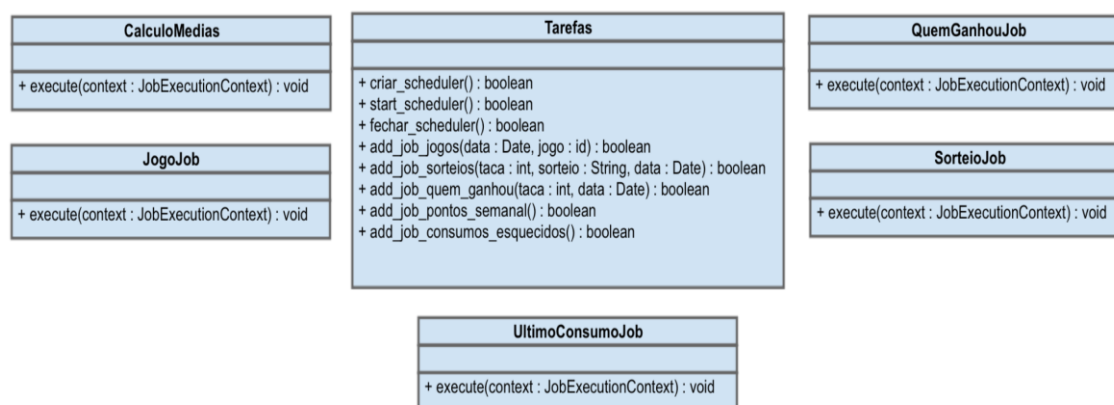 CalculoMedias
+ execute(context : JobExecutionContext) : void
JogoJob
+ execute(context : JobExecutionContext) : void
Tarefas
+ criar_scheduler() : boolean
+ start_scheduler() : boolean
+ fechar_scheduler() : boolean
+ add_job_jogos(data : Date, jogo : id) : boolean
+ add_job_sorteios(taca : int, sorteio : String, data : Date) : boolean
+ add_job_quem_ganhou(taca : int, data : Date) : boolean
+ add_job_pontos_semanal() : boolean
+ add_job_consumos_esquecidos() : boolean
QuemGanhouJob
+ execute(context : JobExecutionContext) : void
SorteioJob
+ execute(context : JobExecutionContext) : void
UltimoConsumoJob
+ execute(context : JobExecutionContext) : void